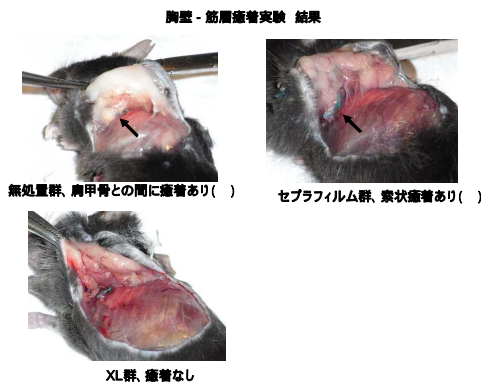 胸壁 - 筋層癒着実験 結果
無処置群、肩甲骨との間に癒着あり( )
セプラフィルム群、索状癒着あり( )
XL群、癒着なし